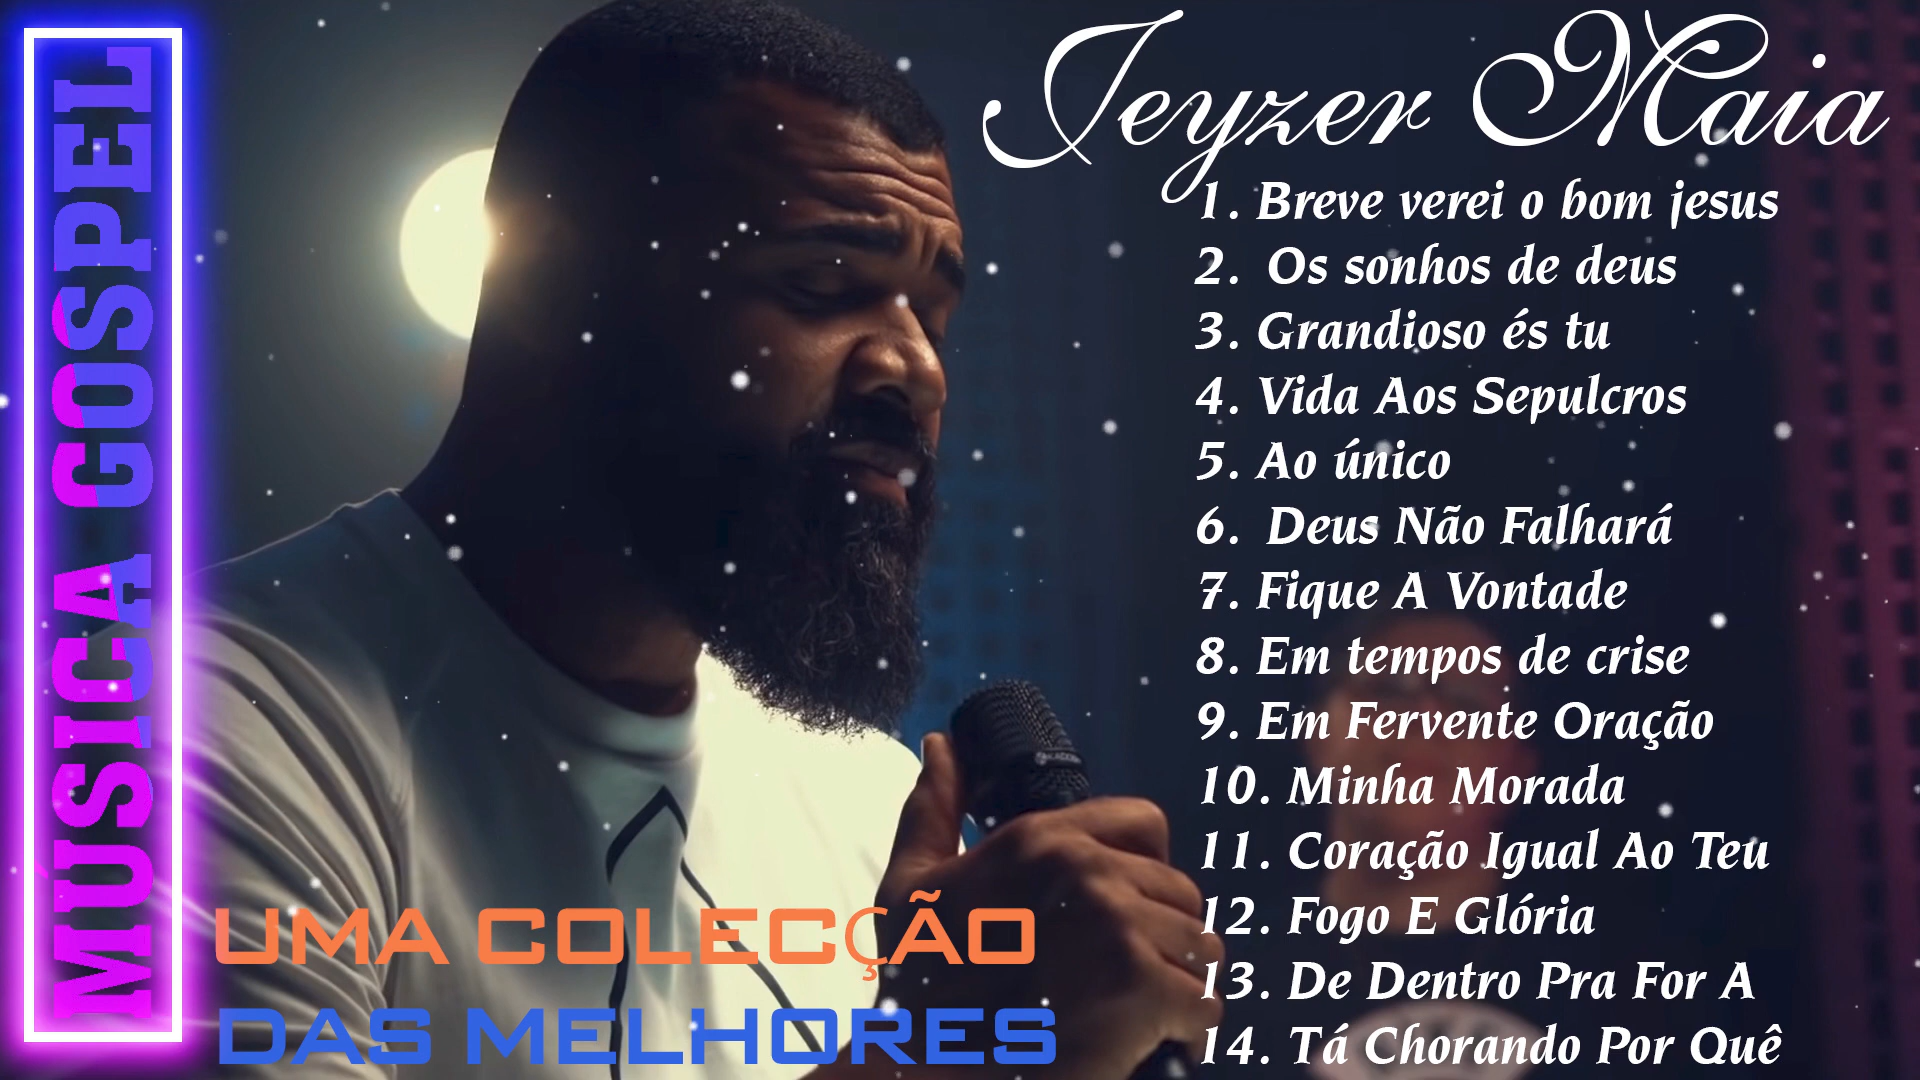 MÚSICA GOSPEL
Jeyzer Maia
1. Breve verei o bom jesus
2. Os sonhos de deus
3. Grandioso és tu
4. Vida Aos Sepulcros
5. Ao único
6. Deus Não Falhará
7. Fique A Vontade
8. Em tempos de crise
9. Em Fervente Oração
10. Minha Morada
11. Coração Igual Ao Teu
12. Fogo E Glória
13. De Dentro Pra For A
14. Tá Chorando Por Quê
UMA COLECÇÃO
DAS MELHORES